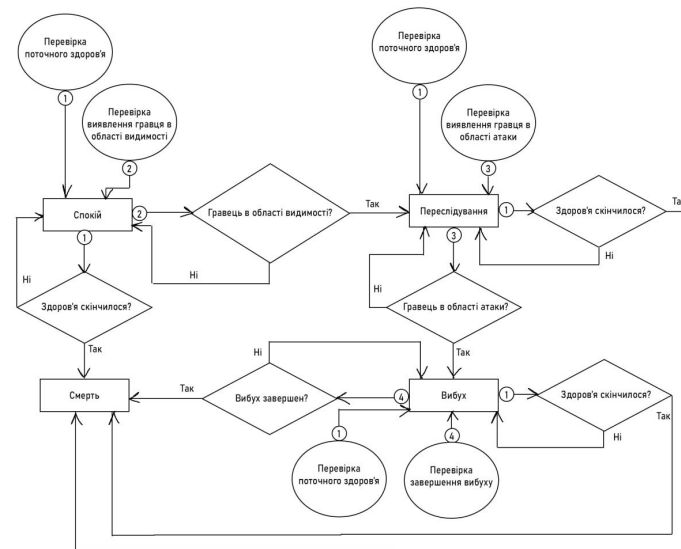 Перевірка
поточного здоров'я
1
Перевірка
виявлення гравця в
області видимості
2
Спокій
2
1
Гравець в області видимості?
Так
Ні
Ні
Здоров'я скінчилося?
Так
Смерть
Перевірка
поточного здоров'я
1
Перевірка
виявлення гравця в
області атаки
3
Переслідування
1
3
Здоров'я скінчилося?
Так
Ні
Ні
Гравець в області атаки?
Так
Ні
Так
Вибух завершен?
4
Вибух
1
Здоров'я скінчилося?
Ні
Так
1
4
Перевірка
поточного здоров'я
Перевірка
завершення вибуху